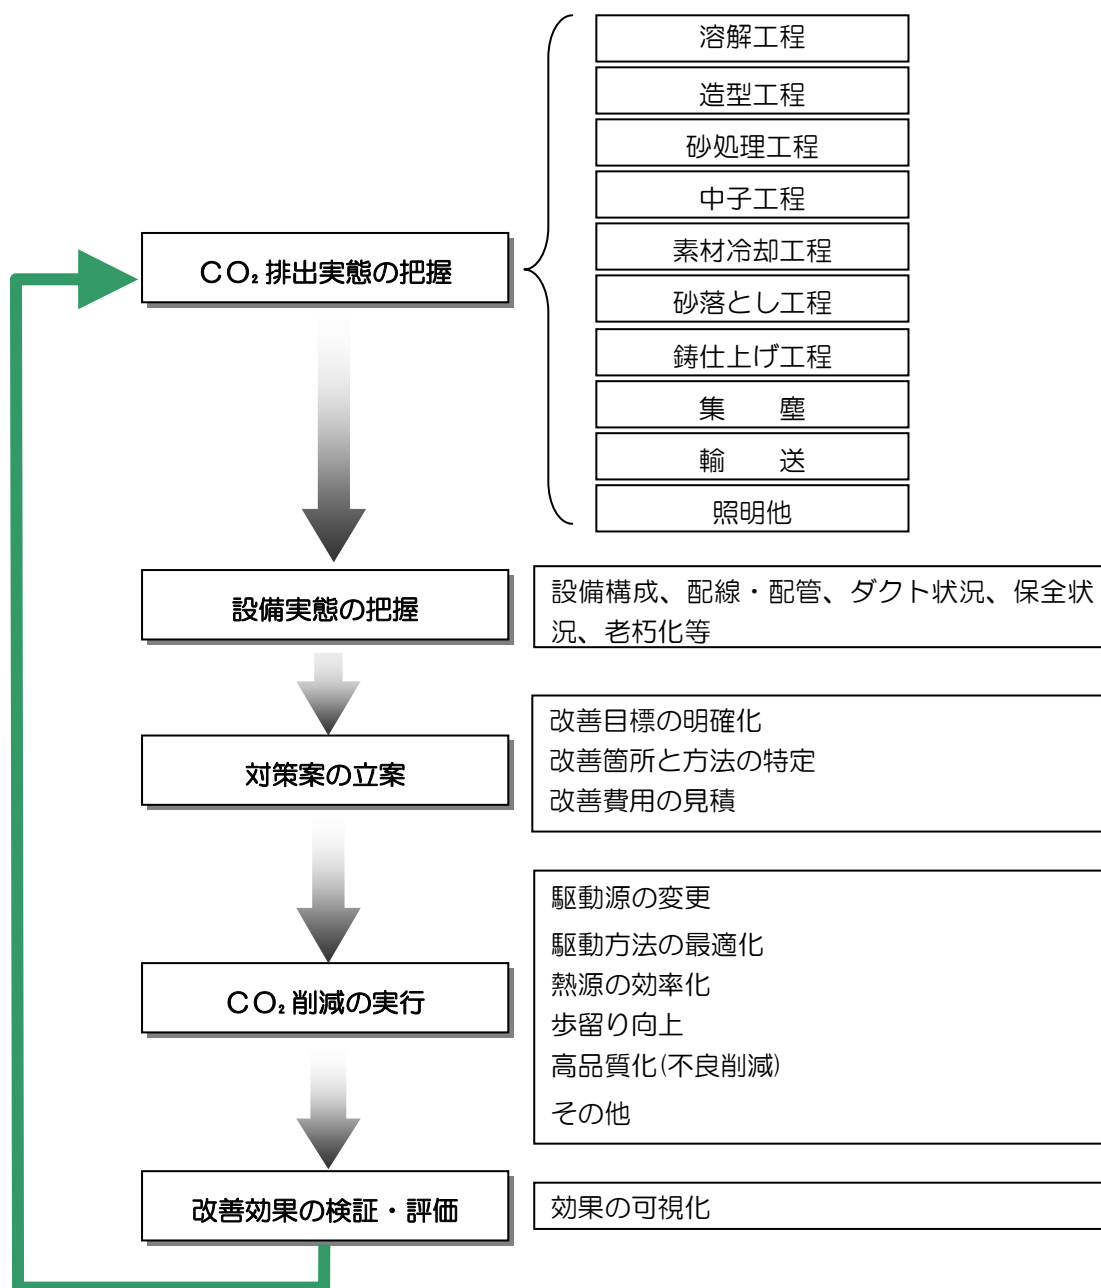 溶解工程
造型工程
砂処理工程
中子工程
素材冷却工程
砂落とし工程
鋳仕上げ工程
集　　塵
輸　　送
照明他
ＣＯ₂排出実態の把握
設備実態の把握
設備構成、配線・配管、ダクト状況、保全状
況、老朽化等
対策案の立案
改善目標の明確化
改善箇所と方法の特定
改善費用の見積
ＣＯ₂削減の実行
駆動源の変更
駆動方法の最適化
熱源の効率化
歩留り向上
高品質化(不良削減)
その他
改善効果の検証・評価
効果の可視化